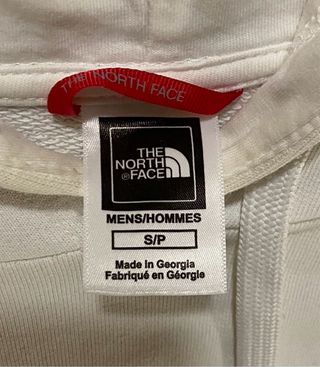 THE NORTH FACE
THE
NORTH
FACE
MENS/HOMMES
S/P
Made in Georgia
Fabriqué en Géorgie